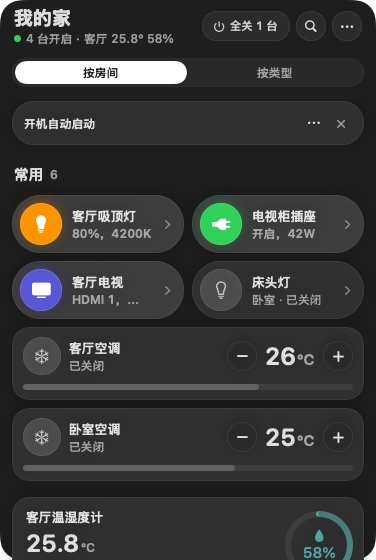 我的家
4 台开启 · 客厅 25.8° 58%
全关 1 台
按房间
按类型
开机自动启动
常用 6
客厅吸顶灯
80%，4200K
电视柜插座
开启，42W
客厅电视
HDMI 1，...
床头灯
卧室 · 已关闭
客厅空调
已关闭
26°C
卧室空调
已关闭
25°C
客厅温湿度计
25.8°C
58%